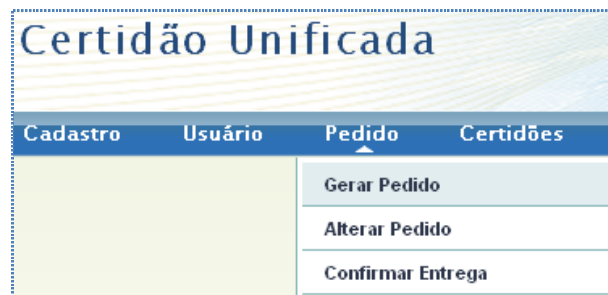 Certidão Unificada
Cadastro Usuário Pedido Certidões
Gerar Pedido
Alterar Pedido
Confirmar Entrega